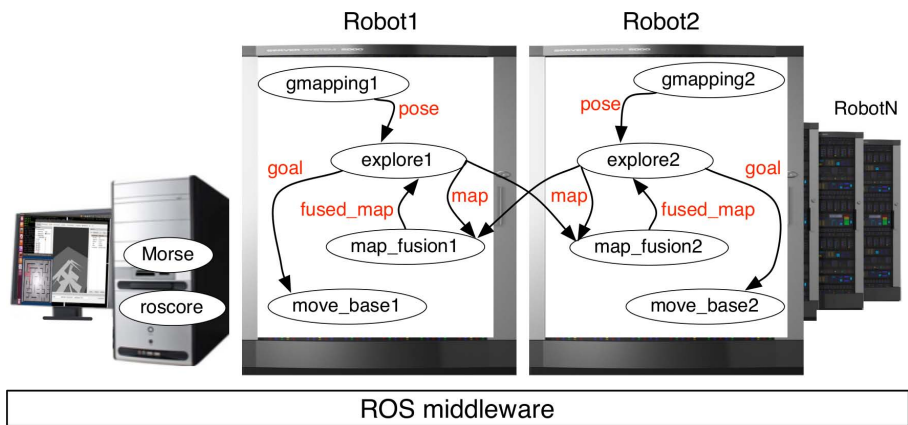 Robot1
Robot2
RobotN
gmapping1
pose
explore1
goal
map
fused_map
map_fusion1
move_base1
gmapping2
pose
explore2
goal
map
fused_map
map_fusion2
move_base2
Morse
roscore
ROS middleware